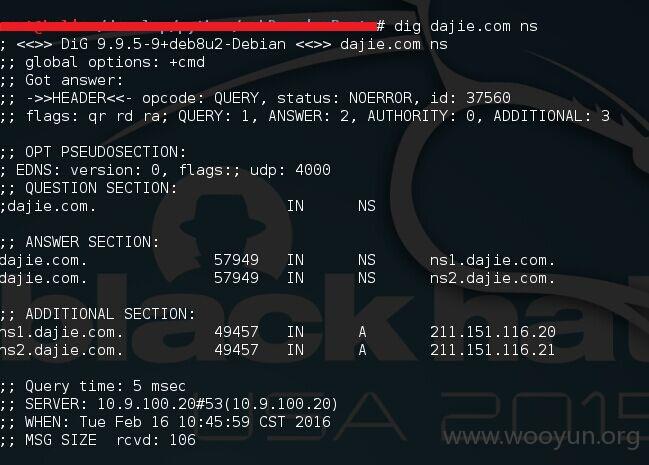 # dig dajie.com ns
; <<>> DiG 9.9.5-9+deb8u2-Debian <<>> dajie.com ns
;; global options: +cmd
;; Got answer:
;; ->>HEADER<<- opcode: QUERY, status: NOERROR, id: 37560
;; flags: qr rd ra; QUERY: 1, ANSWER: 2, AUTHORITY: 0, ADDITIONAL: 3
;; OPT PSEUDOSECTION:
; EDNS: version: 0, flags:; udp: 4000
;; QUESTION SECTION:
;dajie.com. IN NS
;; ANSWER SECTION:
dajie.com. 57949 IN NS ns1.dajie.com.
dajie.com. 57949 IN NS ns2.dajie.com.
;; ADDITIONAL SECTION:
ns1.dajie.com. 49457 IN A 211.151.116.20
ns2.dajie.com. 49457 IN A 211.151.116.21
;; Query time: 5 msec
;; SERVER: 10.9.100.20#53(10.9.100.20)
;; WHEN: Tue Feb 16 10:45:59 CST 2016
;; MSG SIZE rcvd: 106
black hat
USA 2015
www.wooyun.org